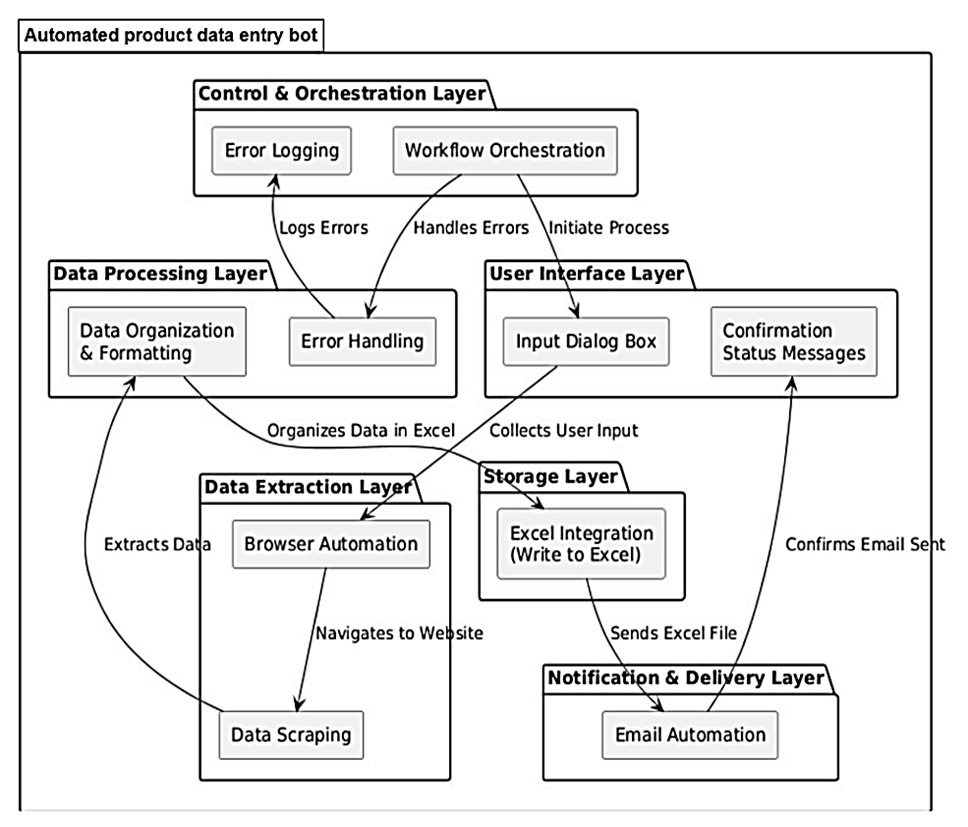 Automated product data entry bot
Control & Orchestration Layer
Error Logging
Workflow Orchestration
Logs Errors
Handles Errors
Initiate Process
Data Processing Layer
User Interface Layer
Data Organization
& Formatting
Error Handling
Input Dialog Box
Confirmation
Status Messages
Organizes Data in Excel
Collects User Input
Data Extraction Layer
Storage Layer
Browser Automation
Excel Integration
(Write to Excel)
Extracts Data
Confirms Email Sent
Navigates to Website
Sends Excel File
Notification & Delivery Layer
Data Scraping
Email Automation